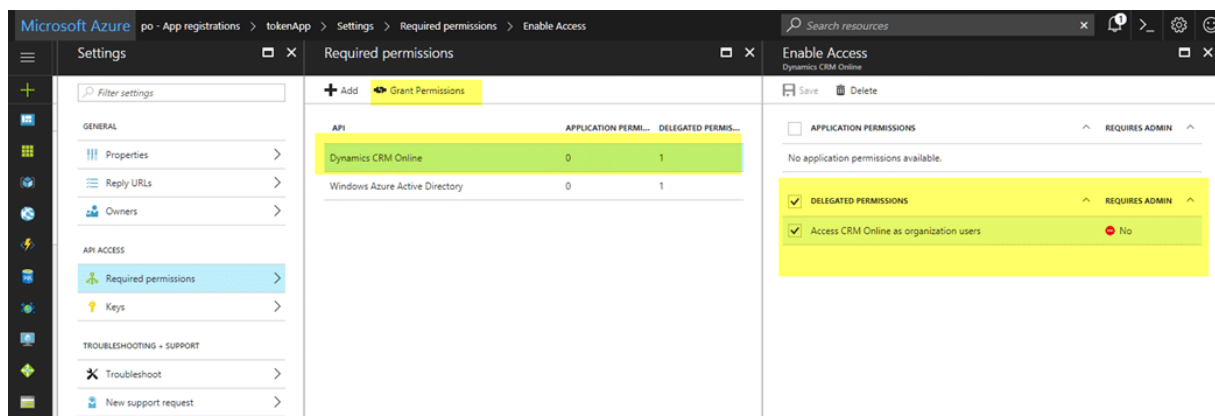 Microsoft Azure po - App registrations > tokenApp > Settings > Required permissions > Enable Access
Search resources
1
Settings
Filter settings
GENERAL
Properties
Reply URLs
Owners
API ACCESS
Required permissions
Keys
TROUBLESHOOTING + SUPPORT
Troubleshoot
New support request
Required permissions
Add Grant Permissions
API APPLICATION PERMI... DELEGATED PERMIS...
Dynamics CRM Online 0 1
Windows Azure Active Directory 0 1
Enable Access
Dynamics CRM Online
Save Delete
APPLICATION PERMISSIONS REQUIRES ADMIN
No application permissions available.
DELEGATED PERMISSIONS REQUIRES ADMIN
Access CRM Online as organization users No